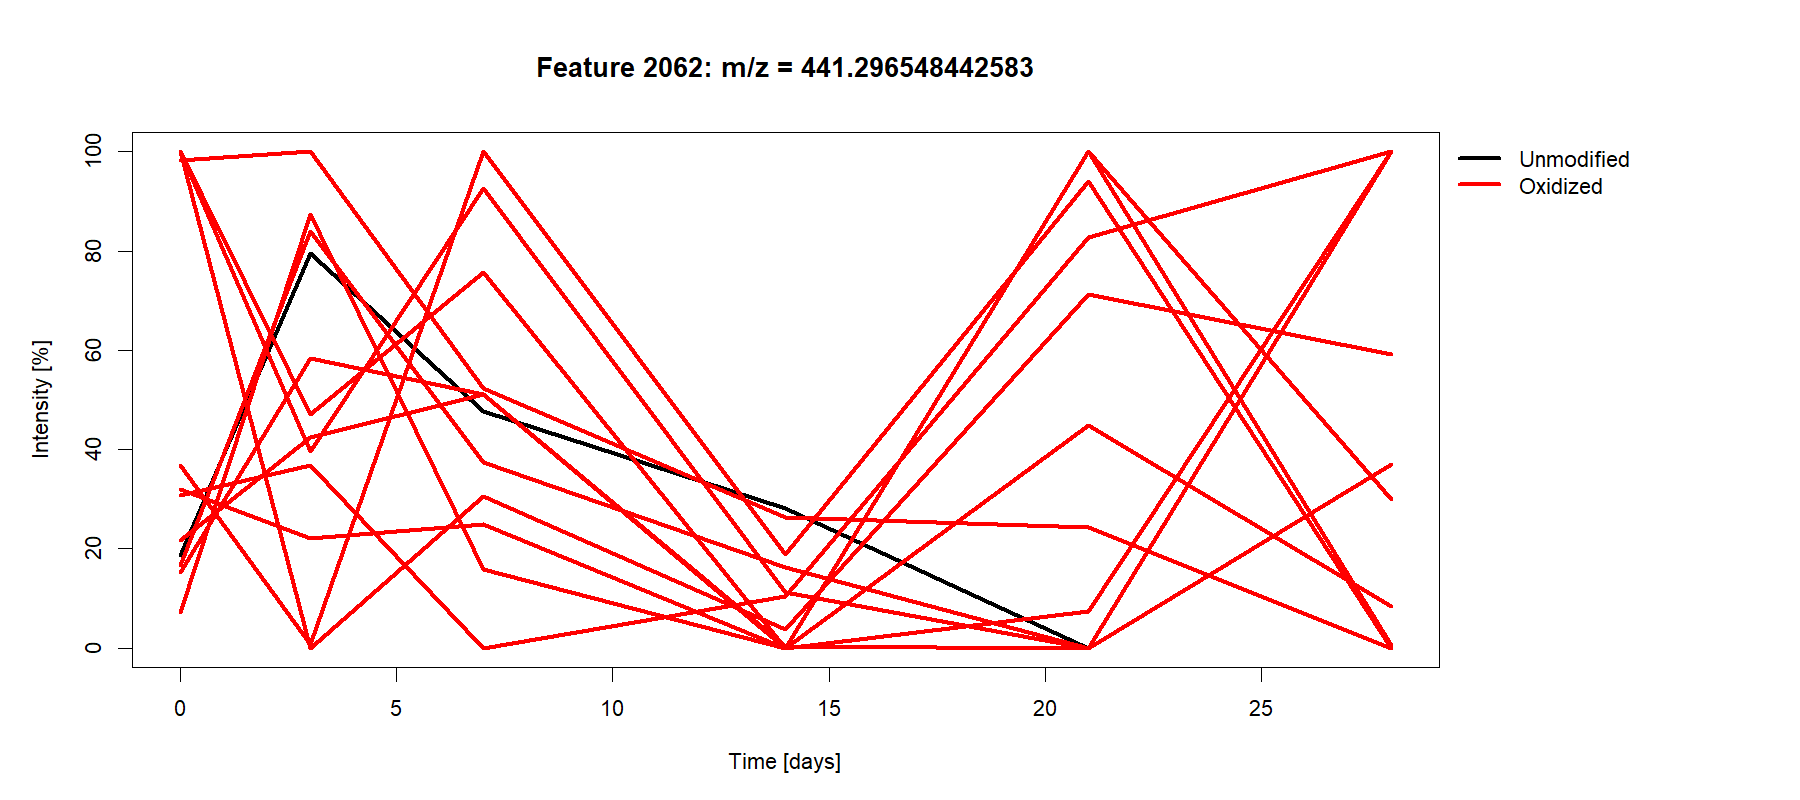 Feature 2062: m/z = 441.296548442583
Unmodified
Oxidized
Intensity [%]
100
80
60
40
20
0
0 5 10 15 20 25
Time [days]